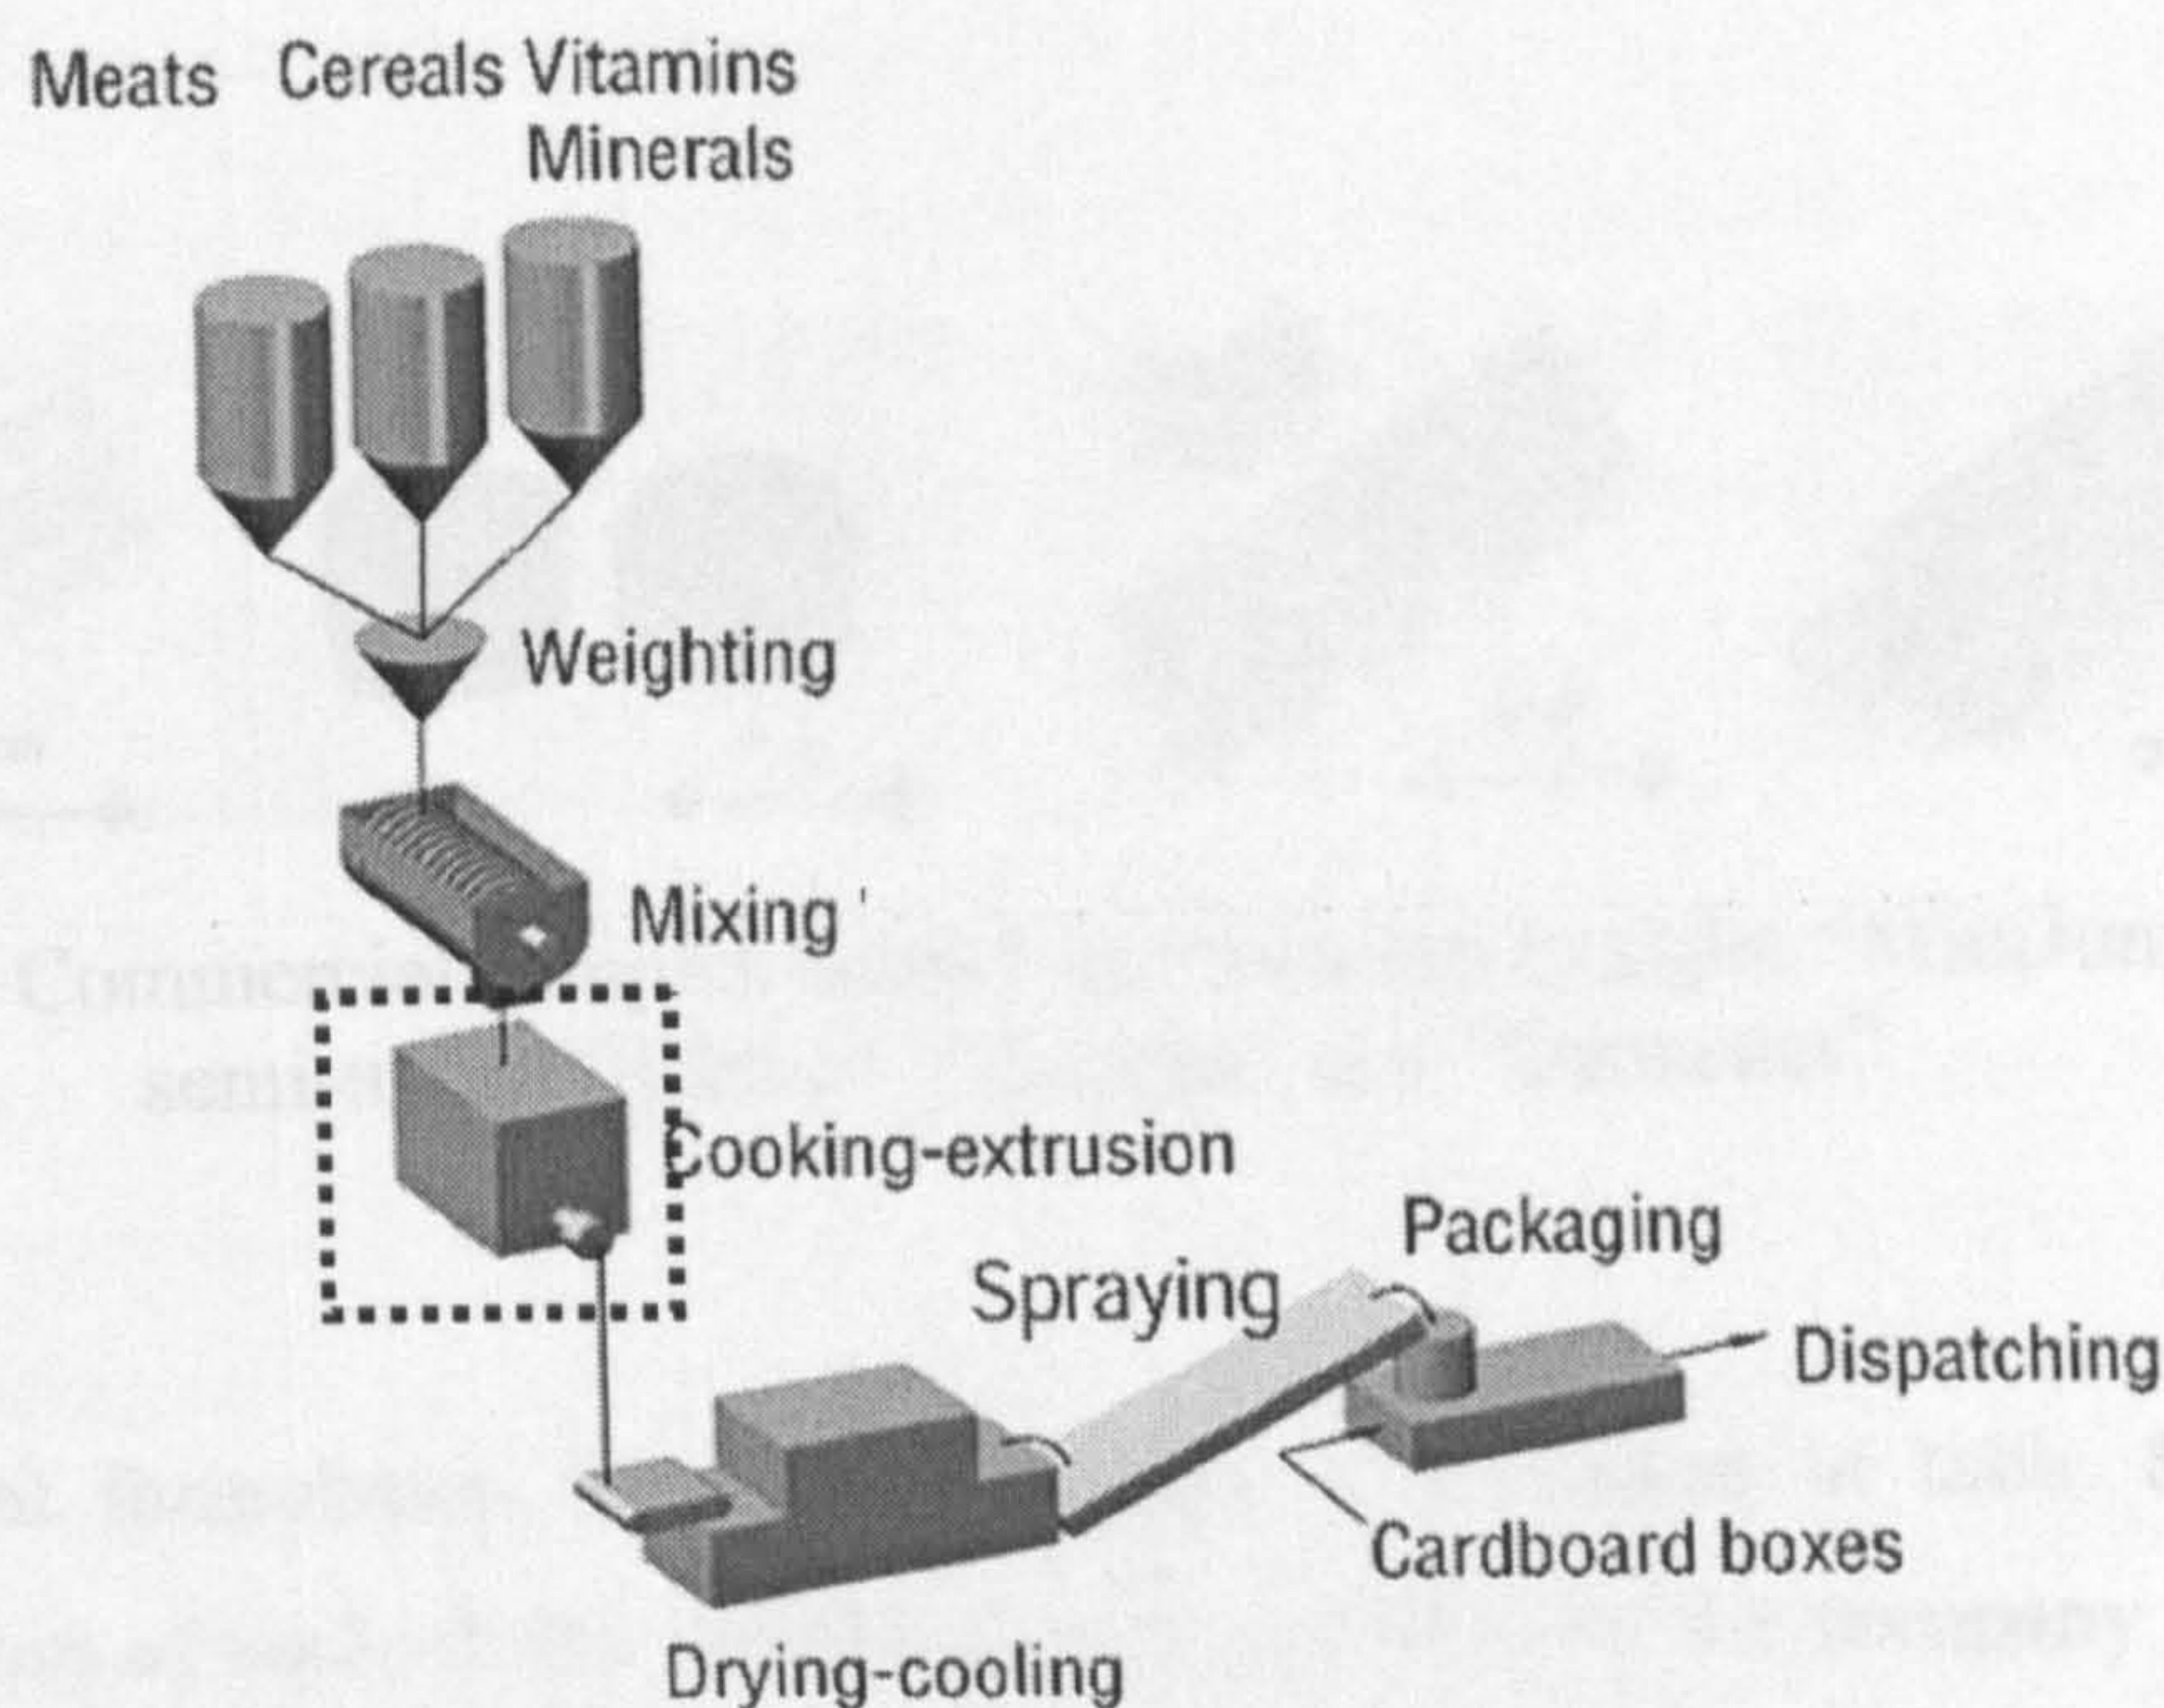 Meats Cereals Vitamins
Minerals
Weighting
Mixing
Cooking-extrusion
Packaging
Spraying
Dispatching
Cardboard boxes
Drying-cooling